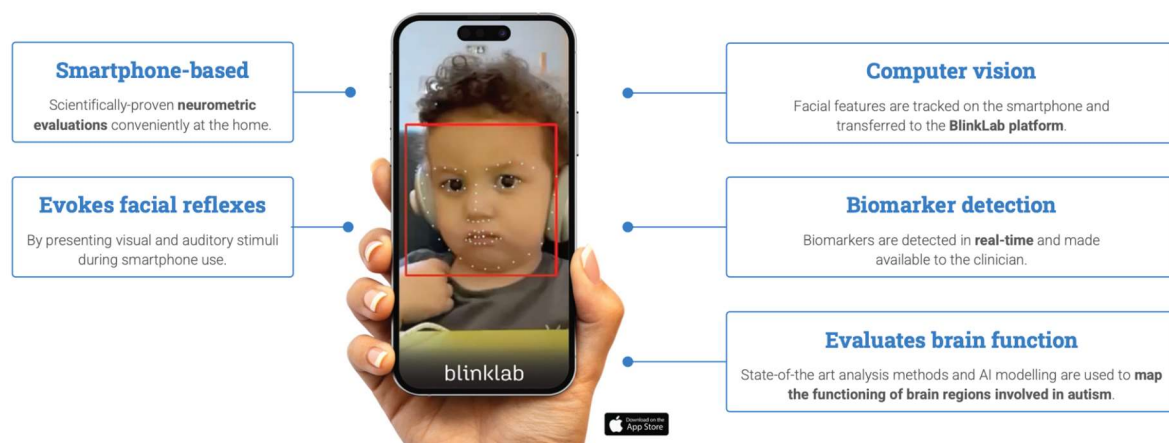 Smartphone-based
Scientifically-proven neurometric
evaluations conveniently at the home.
Evokes facial reflexes
By presenting visual and auditory stimuli
during smartphone use.
blinklab
Download on the
App Store
Computer vision
Facial features are tracked on the smartphone and
transferred to the BlinkLab platform.
Biomarker detection
Biomarkers are detected in real-time and made
available to the clinician.
Evaluates brain function
State-of-the art analysis methods and AI modelling are used to map
the functioning of brain regions involved in autism.